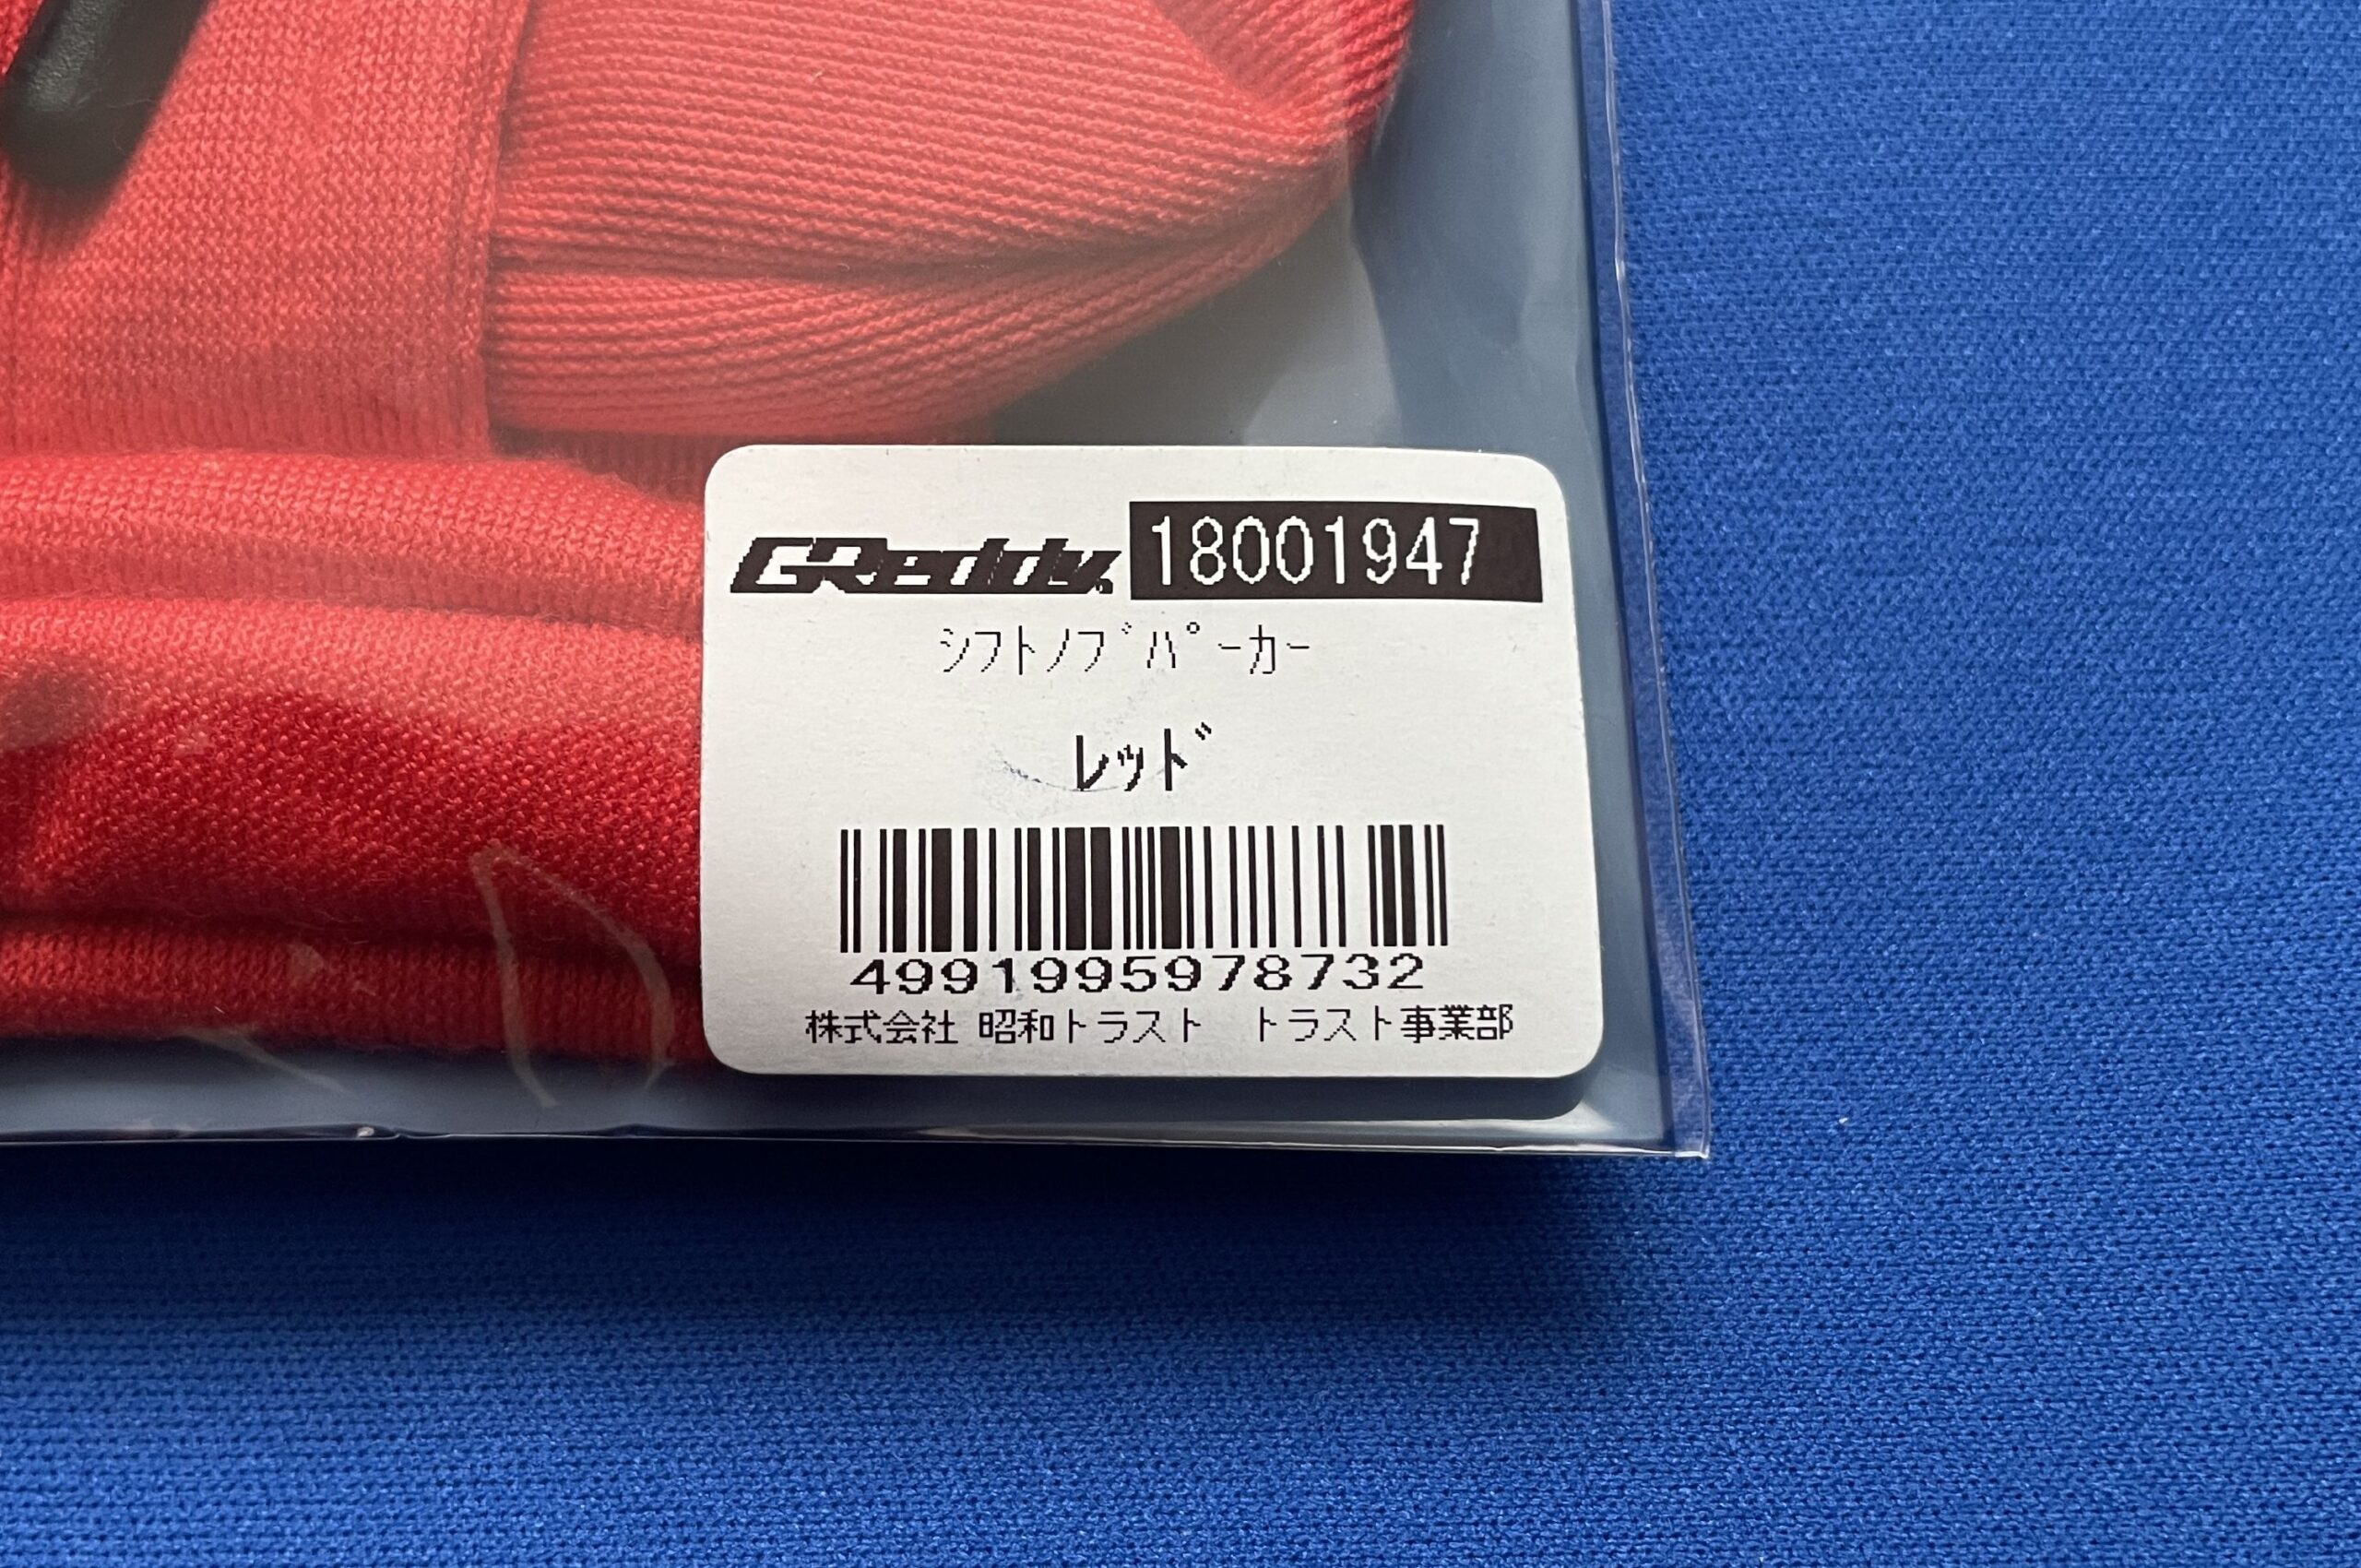 GReddy 18001947
ｼﾌﾄﾉﾌﾞﾊﾟｰｶｰ
ﾚｯﾄﾞ
4991995978732
株式会社 昭和トラスト　トラスト事業部